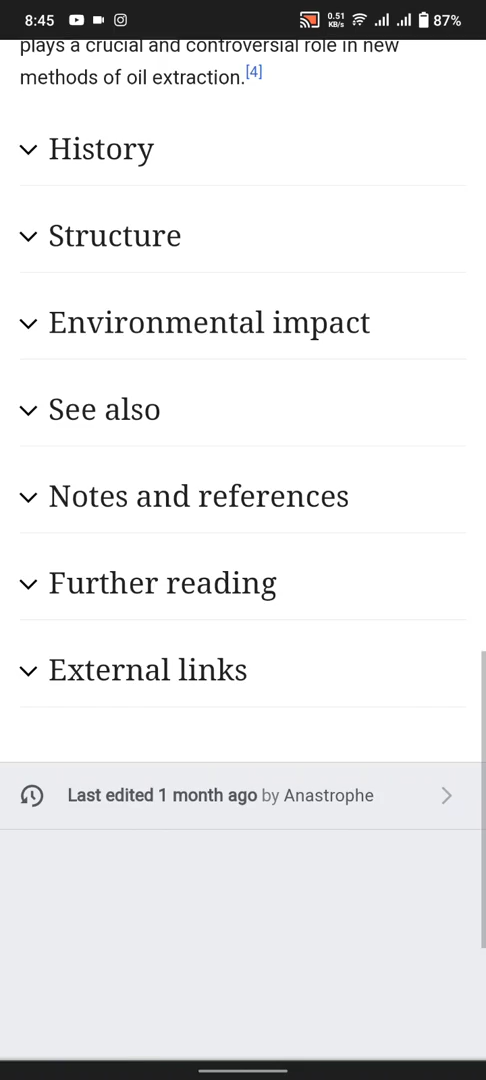 8:45 0.51 KB/s 87%
plays a crucial and controversial role in new
methods of oil extraction.[4]
History
Structure
Environmental impact
See also
Notes and references
Further reading
External links
Last edited 1 month ago by Anastrophe